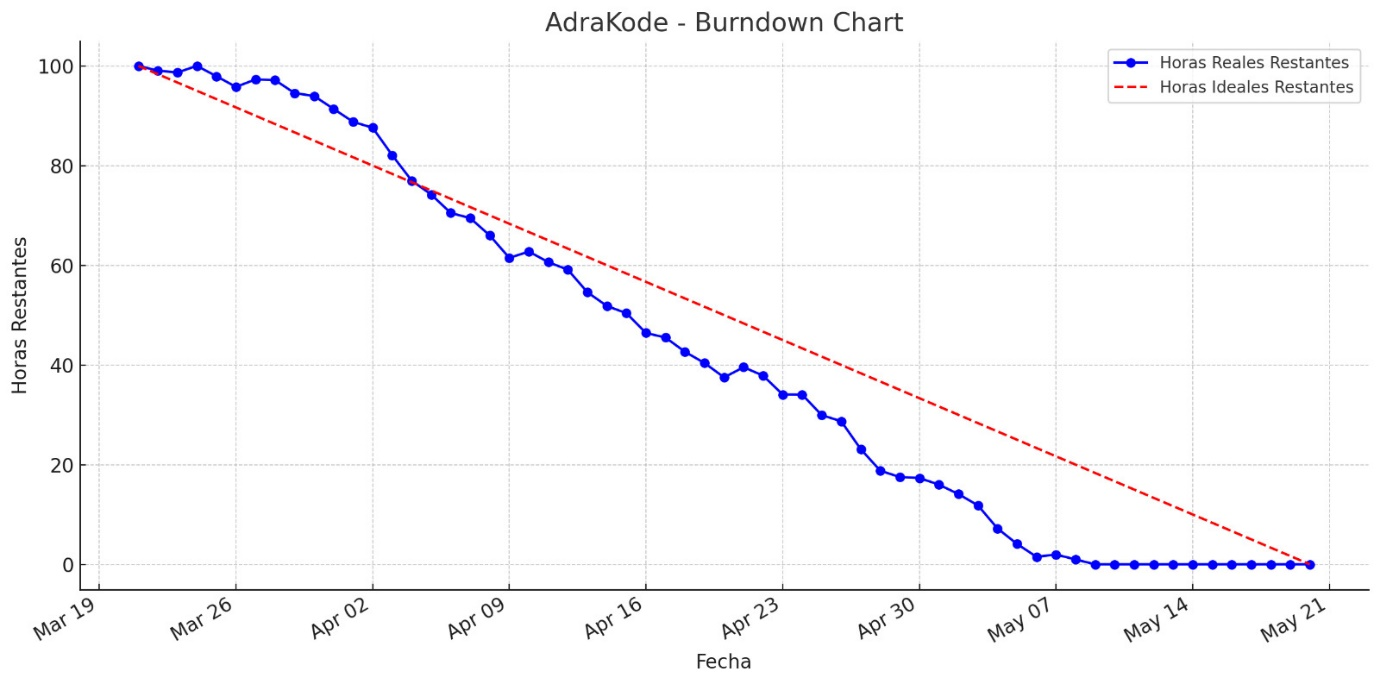 AdraKode - Burndown Chart
Horas Reales Restantes
Horas Ideales Restantes
Horas Restantes
100
80
60
40
20
0
Mar 19
Mar 26
Apr 02
Apr 09
Apr 16
Apr 23
Apr 30
May 07
May 14
May 21
Fecha